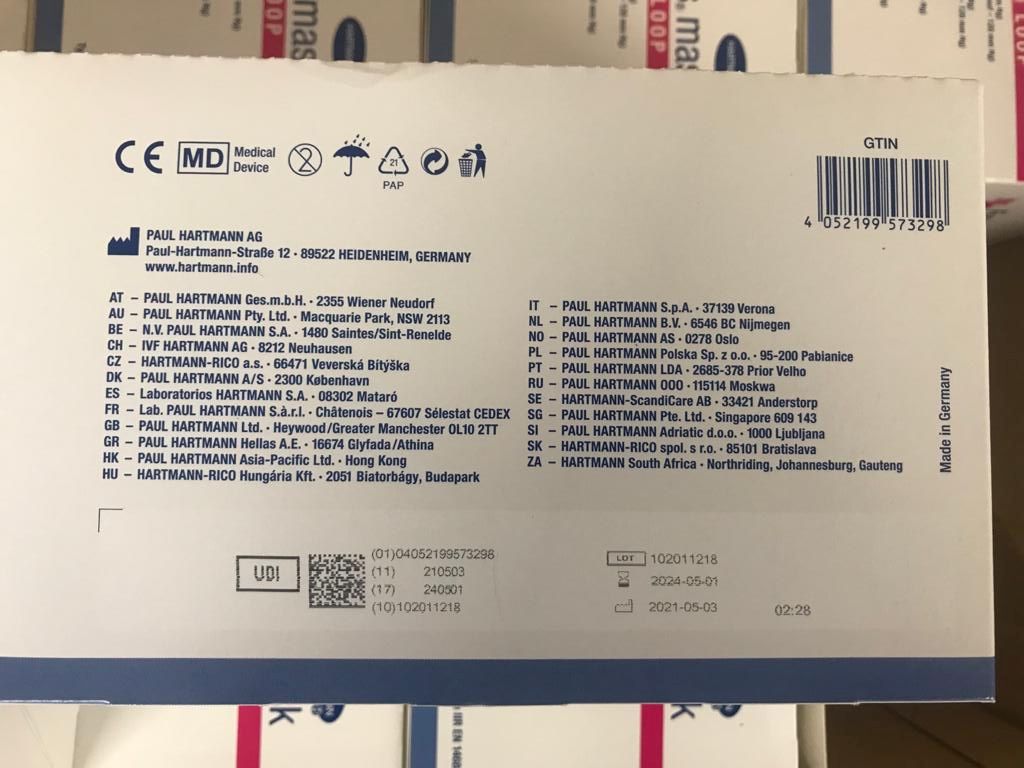 mas
LOOP
s.mas
LOOP
LOOP
CE MD Medical
Device
2
21
PAP
GTIN
4 052199 573298
PAUL HARTMANN AG
Paul-Hartmann-Straße 12 · 89522 HEIDENHEIM, GERMANY
www.hartmann.info
AT – PAUL HARTMANN Ges.m.b.H. · 2355 Wiener Neudorf
AU – PAUL HARTMANN Pty. Ltd. · Macquarie Park, NSW 2113
BE – N.V. PAUL HARTMANN S.A. · 1480 Saintes/Sint-Renelde
CH – IVF HARTMANN AG · 8212 Neuhausen
CZ – HARTMANN-RICO a.s. · 66471 Veverská Bítýška
DK – PAUL HARTMANN A/S · 2300 København
ES – Laboratorios HARTMANN S.A. · 08302 Mataró
FR – Lab. PAUL HARTMANN S.à.r.l. · Châtenois – 67607 Sélestat CEDEX
GB – PAUL HARTMANN Ltd. · Heywood/Greater Manchester OL10 2TT
GR – PAUL HARTMANN Hellas A.E. · 16674 Glyfada/Athina
HK – PAUL HARTMANN Asia-Pacific Ltd. · Hong Kong
HU – HARTMANN-RICO Hungária Kft. · 2051 Biatorbágy, Budapark
IT – PAUL HARTMANN S.p.A. · 37139 Verona
NL – PAUL HARTMANN B.V. · 6546 BC Nijmegen
NO – PAUL HARTMANN AS · 0278 Oslo
PL – PAUL HARTMANN Polska Sp. z o.o. · 95-200 Pabianice
PT – PAUL HARTMANN LDA · 2685-378 Prior Velho
RU – PAUL HARTMANN OOO · 115114 Moskwa
SE – HARTMANN-ScandiCare AB · 33421 Anderstorp
SG – PAUL HARTMANN Pte. Ltd. · Singapore 609 143
SI – PAUL HARTMANN Adriatic d.o.o. · 1000 Ljubljana
SK – HARTMANN-RICO spol. s r.o. · 85101 Bratislava
ZA – HARTMANN South Africa · Northriding, Johannesburg, Gauteng
Made in Germany
UDI
(01)04052199573298
(11) 210503
(17) 240501
(10)102011218
LOT 102011218
2024-05-01
2021-05-03 02:28
k
k